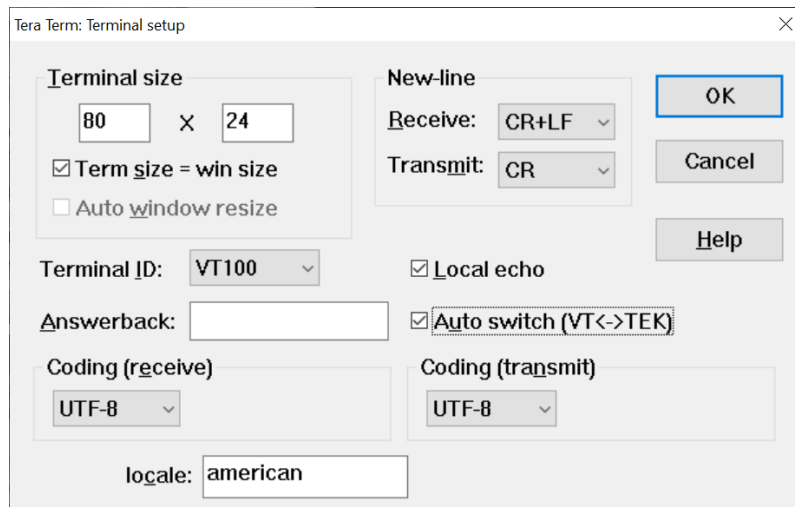 Tera Term: Terminal setup
Terminal size
80 X 24
Term size = win size
Auto window resize
New-line
Receive: CR+LF
Transmit: CR
OK
Cancel
Help
Terminal ID: VT100
Local echo
Answerback:
Auto switch (VT<->TEK)
Coding (receive)
UTF-8
Coding (transmit)
UTF-8
locale: american